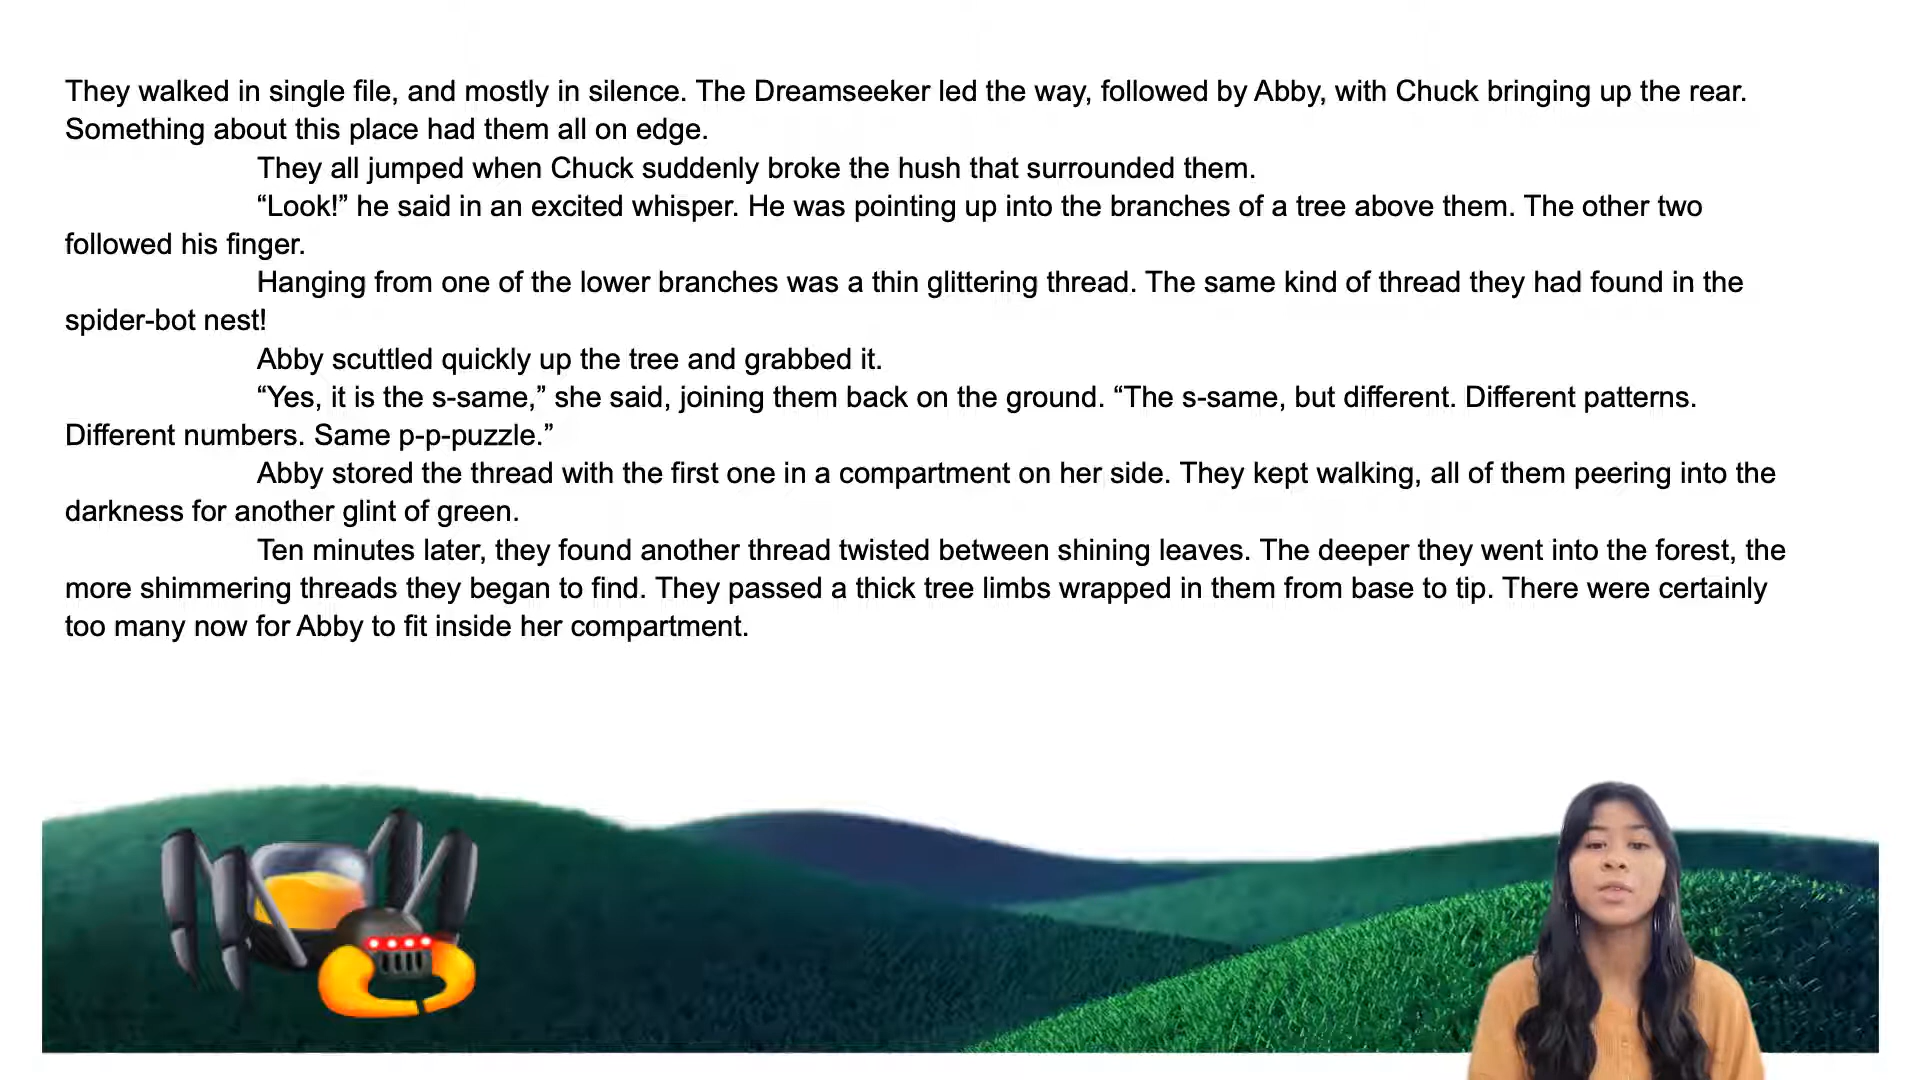 They walked in single file, and mostly in silence. The Dreamseeker led the way, followed by Abby, with Chuck bringing up the rear.
Something about this place had them all on edge.
They all jumped when Chuck suddenly broke the hush that surrounded them.
“Look!” he said in an excited whisper. He was pointing up into the branches of a tree above them. The other two
followed his finger.
Hanging from one of the lower branches was a thin glittering thread. The same kind of thread they had found in the
spider-bot nest!
Abby scuttled quickly up the tree and grabbed it.
“Yes, it is the s-same,” she said, joining them back on the ground. “The s-same, but different. Different patterns.
Different numbers. Same p-p-puzzle.”
Abby stored the thread with the first one in a compartment on her side. They kept walking, all of them peering into the
darkness for another glint of green.
Ten minutes later, they found another thread twisted between shining leaves. The deeper they went into the forest, the
more shimmering threads they began to find. They passed a thick tree limbs wrapped in them from base to tip. There were certainly
too many now for Abby to fit inside her compartment.